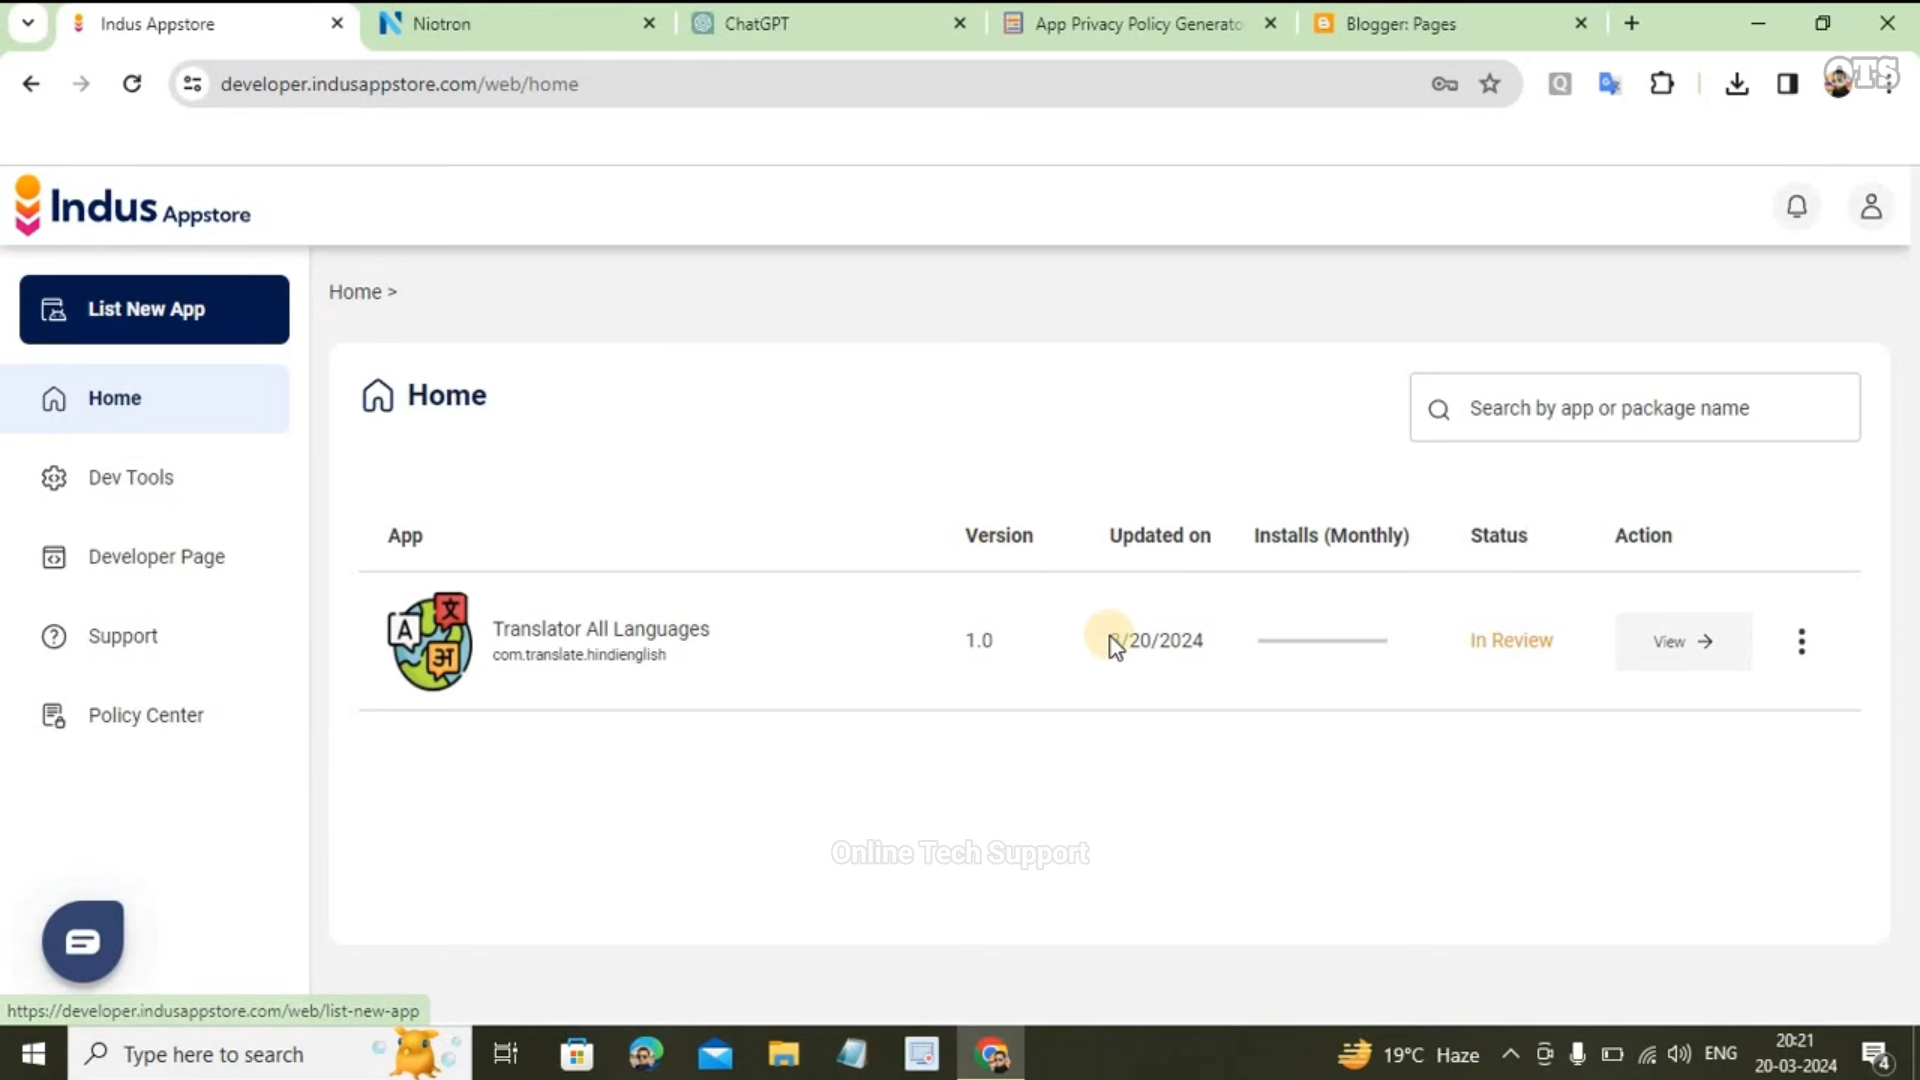 Indus Appstore
Niotron
ChatGPT
App Privacy Policy Generato
Blogger: Pages
developer.indusappstore.com/web/home
OTS
Indus Appstore
List New App
Home
Dev Tools
Developer Page
Support
Policy Center
Home >
Home
Search by app or package name
App Version Updated on Installs (Monthly) Status Action
Translator All Languages
com.translate.hindienglish
1.0
/20/2024
In Review
View
A 文 अ
Online Tech Support
https://developer.indusappstore.com/web/list-new-app
Type here to search
19°C Haze
ENG
20:21
20-03-2024
4